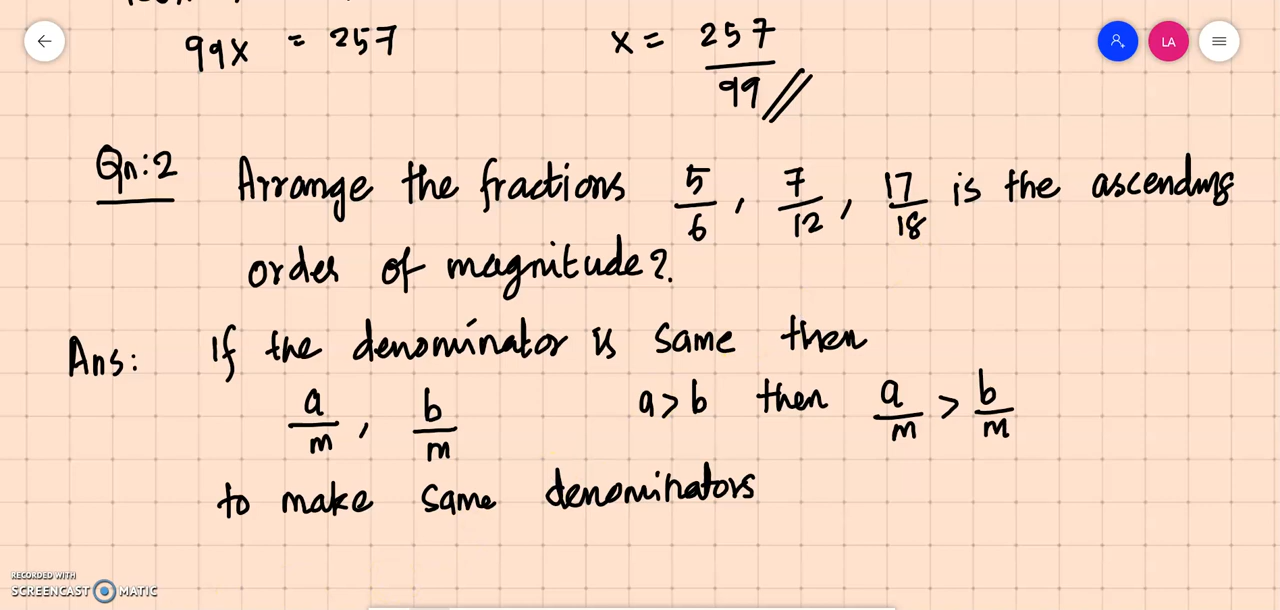 99x = 257    x = 257/99 //
LA
Qn:2 Arrange the fractions 5/6, 7/12, 17/18 is the ascending
order of magnitude?.
Ans: If the denominator is same then
a/m, b/m    a > b then a/m > b/m
to make same denominators
RECORDED WITH
SCREENCAST MATIC